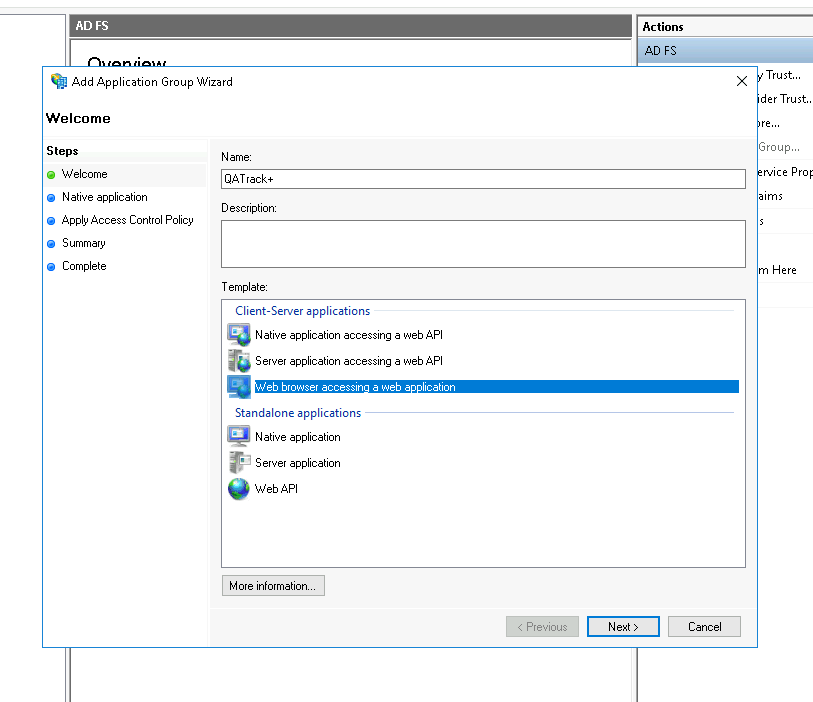 AD FS
Actions
Overview
AD FS
Add Application Group Wizard
y Trust...
ider Trust...
Welcome
ore...
Group...
Steps
Name:
Welcome
QATrack+
ervice Prop
Native application
aims
Description:
Apply Access Control Policy
s
Summary
Complete
m Here
Template:
Client-Server applications
Native application accessing a web API
Server application accessing a web API
Web browser accessing a web application
Standalone applications
Native application
Server application
Web API
More information...
< Previous
Next >
Cancel